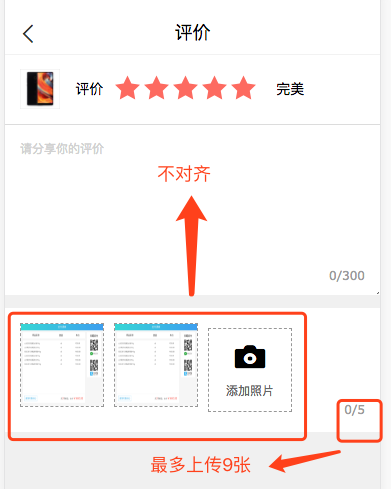 评价
评价 完美
请分享你的评价
不对齐
0/300
添加照片
0/5
最多上传9张